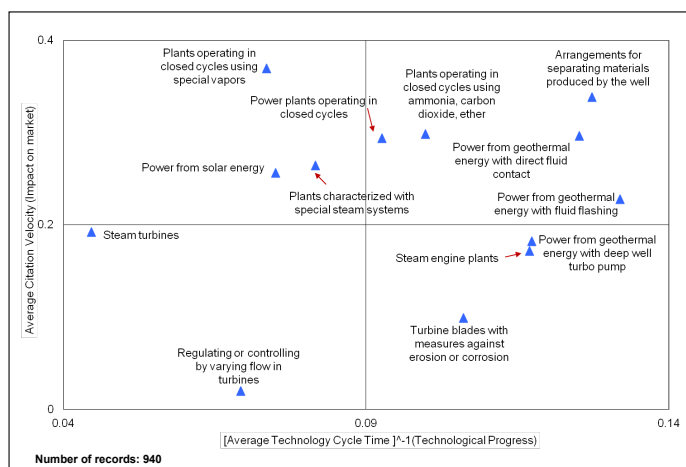 0.4
Plants operating in
closed cycles using
special vapors
Arrangements for
separating materials
produced by the well
Plants operating in
closed cycles using
ammonia, carbon
dioxide, ether
Power plants operating in
closed cycles
Power from geothermal
energy with direct fluid
contact
Power from solar energy
Plants characterized with
special steam systems
Power from geothermal
energy with fluid flashing
0.2
Steam turbines
Power from geothermal
energy with deep well
turbo pump
Steam engine plants
Turbine blades with
measures against
erosion or corrosion
Regulating or controlling
by varying flow in
turbines
0
0.04
0.09
0.14
Average Citation Velocity (Impact on market)
[Average Technology Cycle Time ]^-1(Technological Progress)
Number of records: 940